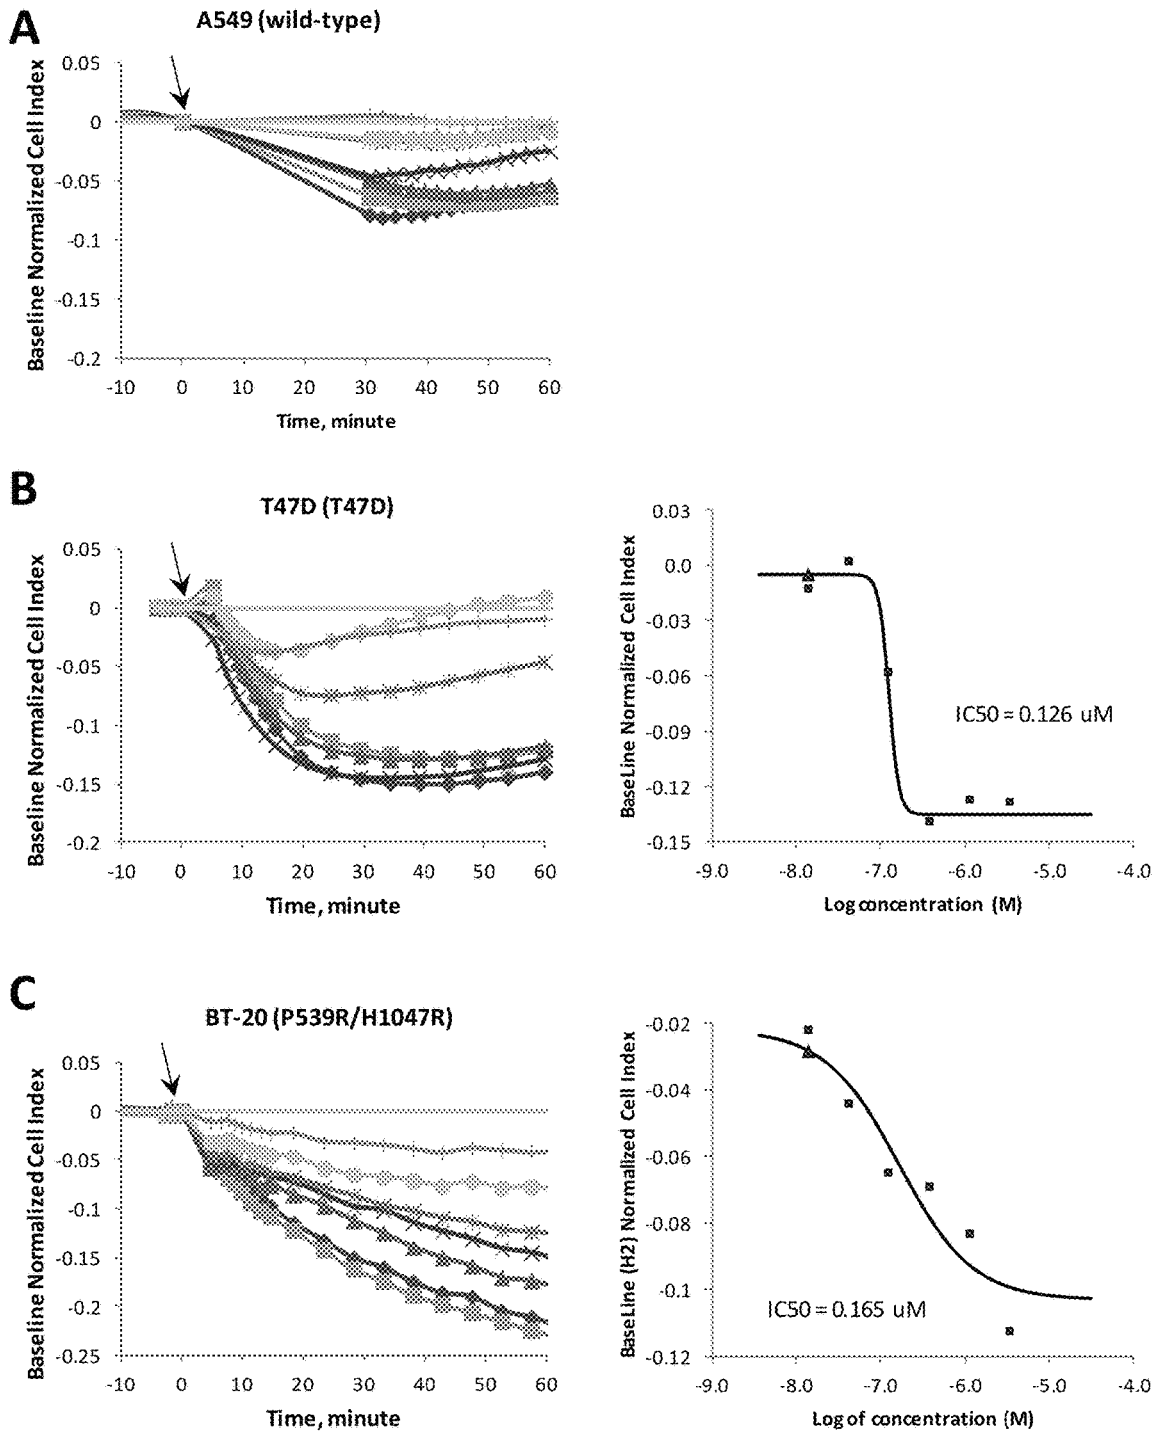 A
A549 (wild-type)
Baseline Normalized Cell Index
0.05
0
-0.05
-0.1
-0.15
-0.2
-10 0 10 20 30 40 50 60
Time, minute
B
T47D (T47D)
Baseline Normalized Cell Index
0.05
0
-0.05
-0.1
-0.15
-0.2
-10 0 10 20 30 40 50 60
Time, minute
BaseLine Normalized Cell Index
0.03
0.0
-0.03
-0.06
-0.09
-0.12
-0.15
IC50 = 0.126 uM
-9.0 -8.0 -7.0 -6.0 -5.0 -4.0
Log concentration (M)
C
BT-20 (P539R/H1047R)
Baseline Normalized Cell Index
0.05
0
-0.05
-0.1
-0.15
-0.2
-0.25
-10 0 10 20 30 40 50 60
Time, minute
BaseLine (H2) Normalized Cell Index
-0.02
-0.04
-0.06
-0.08
-0.1
-0.12
IC50 = 0.165 uM
-9.0 -8.0 -7.0 -6.0 -5.0 -4.0
Log of concentration (M)